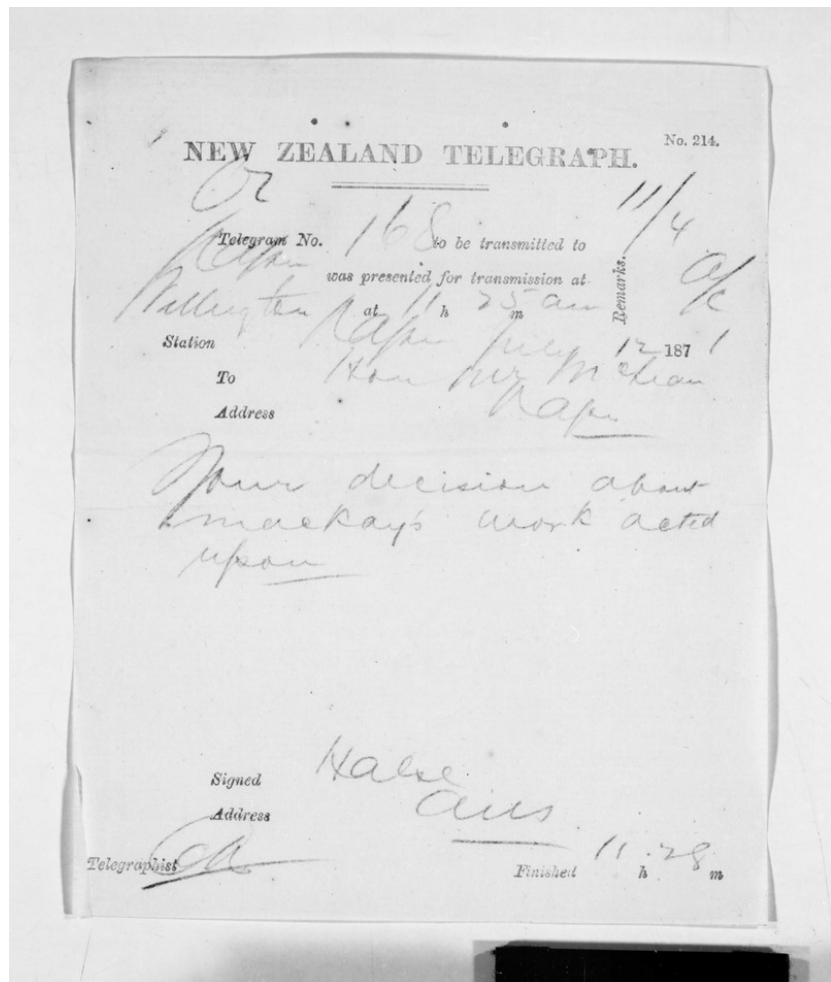 No. 214.
NEW ZEALAND TELEGRAPH.
11/4
Telegram No. 168 to be transmitted to
Napier was presented for transmission at
Remarks.
Wellington at 11 h 25 am m
Station Napier July 12 1871
To Hon Mr McLean
Address Napier
Your decision about
Mackay's work acted
upon
Signed Halse
Address
Telegraphist
Finished 11 h 28 m